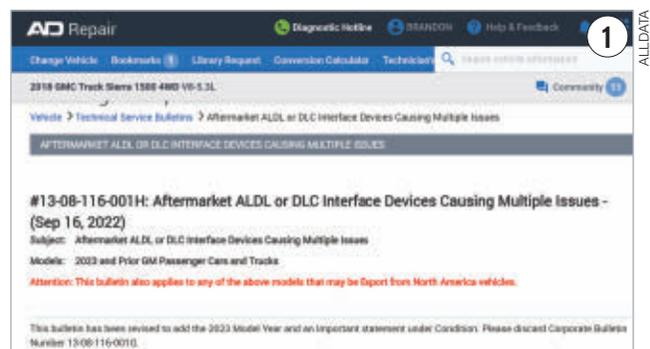 AD Repair
Diagnostic Hotline
BRANDON
Help & Feedback
1
ALLDATA
Change Vehicle
Bookmarks 1
Library Request
Conversion Calculator
Technician's
Search vehicle information
2018 GMC Truck Sierra 1500 4WD V8-5.3L
Community
Vehicle > Technical Service Bulletins > Aftermarket ALDL or DLC Interface Devices Causing Multiple Issues
AFTERMARKET ALDL OR DLC INTERFACE DEVICES CAUSING MULTIPLE ISSUES
#13-08-116-001H: Aftermarket ALDL or DLC Interface Devices Causing Multiple Issues -
(Sep 16, 2022)
Subject: Aftermarket ALDL or DLC Interface Devices Causing Multiple Issues
Models: 2023 and Prior GM Passenger Cars and Trucks
Attention: This bulletin also applies to any of the above models that may be Export from North America vehicles.
This bulletin has been revised to add the 2023 Model Year and an Important statement under Condition. Please discard Corporate Bulletin
Number 13-08-116-001G.